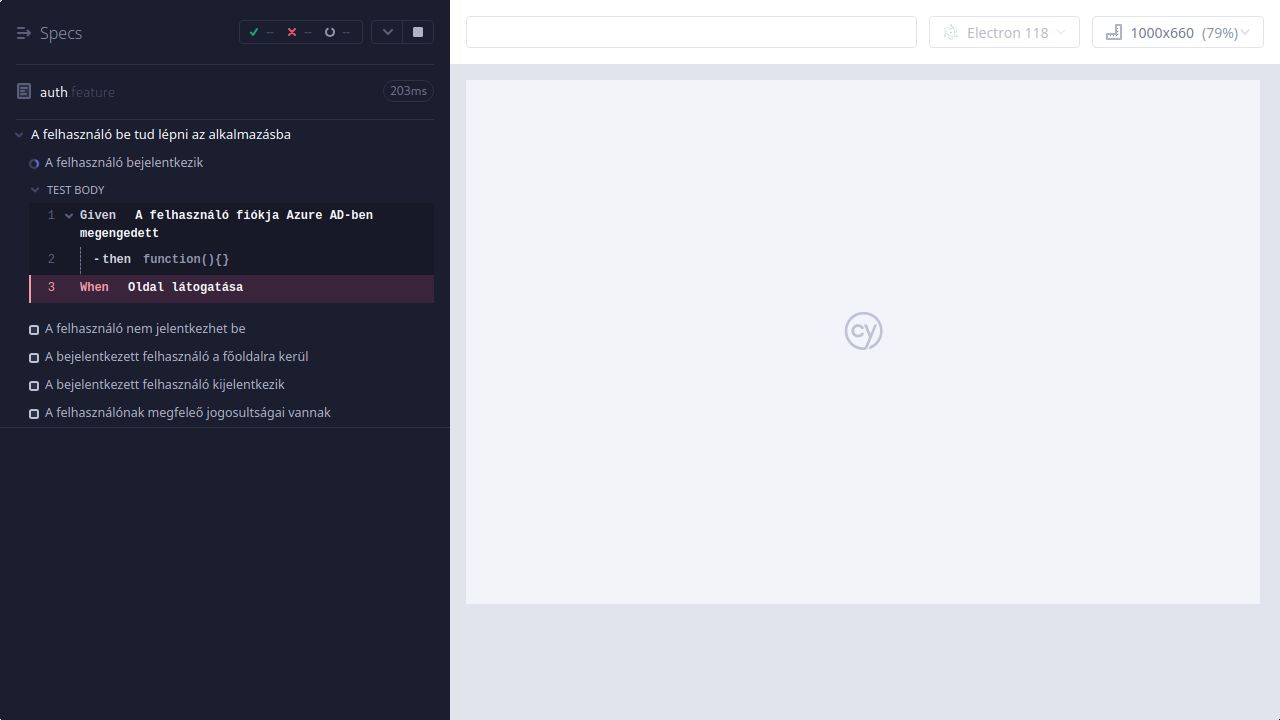 Specs
-- -- --
auth feature
203ms
A felhasználó be tud lépni az alkalmazásba
A felhasználó bejelentkezik
TEST BODY
1 Given A felhasználó fiókja Azure AD-ben
megengedett
2 -then function(){}
3 When Oldal látogatása
A felhasználó nem jelentkezhet be
A bejelentkezett felhasználó a főoldalra kerül
A bejelentkezett felhasználó kijelentkezik
A felhasználónak megfeleő jogosultságai vannak
Electron 118
1000x660 (79%)
cy